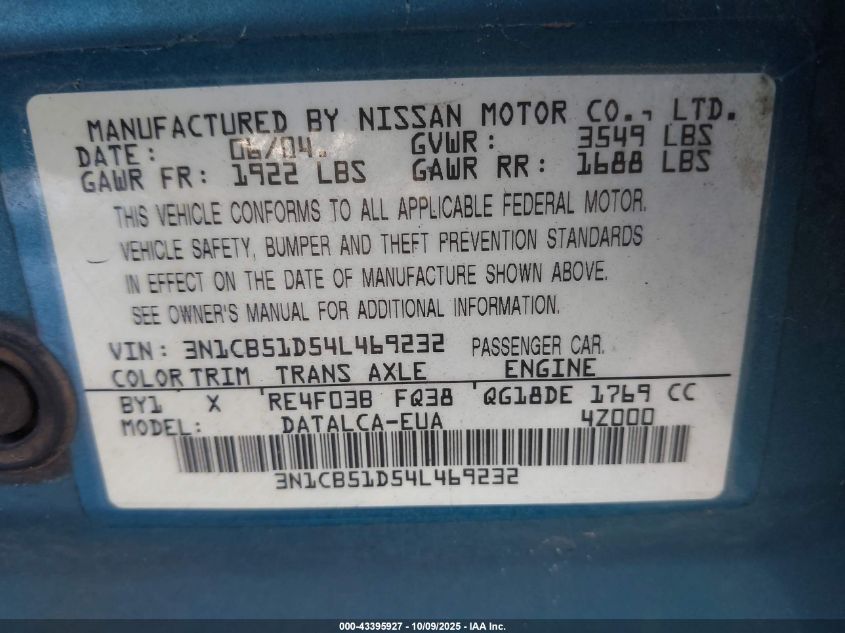 MANUFACTURED BY NISSAN MOTOR CO., LTD.
DATE: 06/04. GVWR: 3549 LBS
GAWR FR: 1922 LBS GAWR RR: 1688 LBS
THIS VEHICLE CONFORMS TO ALL APPLICABLE FEDERAL MOTOR.
VEHICLE SAFETY, BUMPER AND THEFT PREVENTION STANDARDS
IN EFFECT ON THE DATE OF MANUFACTURE SHOWN ABOVE.
SEE OWNER'S MANUAL FOR ADDITIONAL INFORMATION.
VIN: 3N1CB51D54L469232 PASSENGER CAR.
COLOR TRIM TRANS AXLE ENGINE
BY1 X RE4F03B FQ38 QG18DE 1769 CC
MODEL: DATALCA-EUA 4Z000
3N1CB51D54L469232
000-43395927 - 10/09/2025 - IAA Inc.